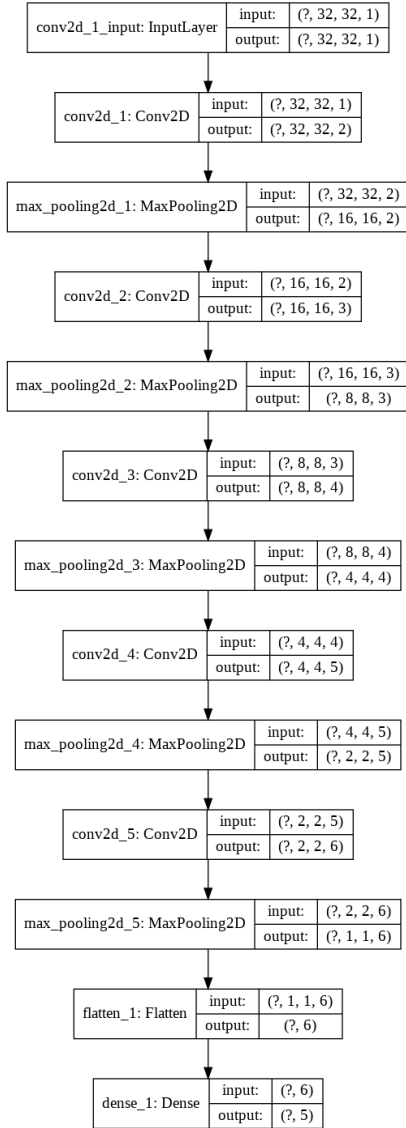 conv2d_1_input: InputLayer input: (?, 32, 32, 1)
output: (?, 32, 32, 1)
conv2d_1: Conv2D input: (?, 32, 32, 1)
output: (?, 32, 32, 2)
max_pooling2d_1: MaxPooling2D input: (?, 32, 32, 2)
output: (?, 16, 16, 2)
conv2d_2: Conv2D input: (?, 16, 16, 2)
output: (?, 16, 16, 3)
max_pooling2d_2: MaxPooling2D input: (?, 16, 16, 3)
output: (?, 8, 8, 3)
conv2d_3: Conv2D input: (?, 8, 8, 3)
output: (?, 8, 8, 4)
max_pooling2d_3: MaxPooling2D input: (?, 8, 8, 4)
output: (?, 4, 4, 4)
conv2d_4: Conv2D input: (?, 4, 4, 4)
output: (?, 4, 4, 5)
max_pooling2d_4: MaxPooling2D input: (?, 4, 4, 5)
output: (?, 2, 2, 5)
conv2d_5: Conv2D input: (?, 2, 2, 5)
output: (?, 2, 2, 6)
max_pooling2d_5: MaxPooling2D input: (?, 2, 2, 6)
output: (?, 1, 1, 6)
flatten_1: Flatten input: (?, 1, 1, 6)
output: (?, 6)
dense_1: Dense input: (?, 6)
output: (?, 5)